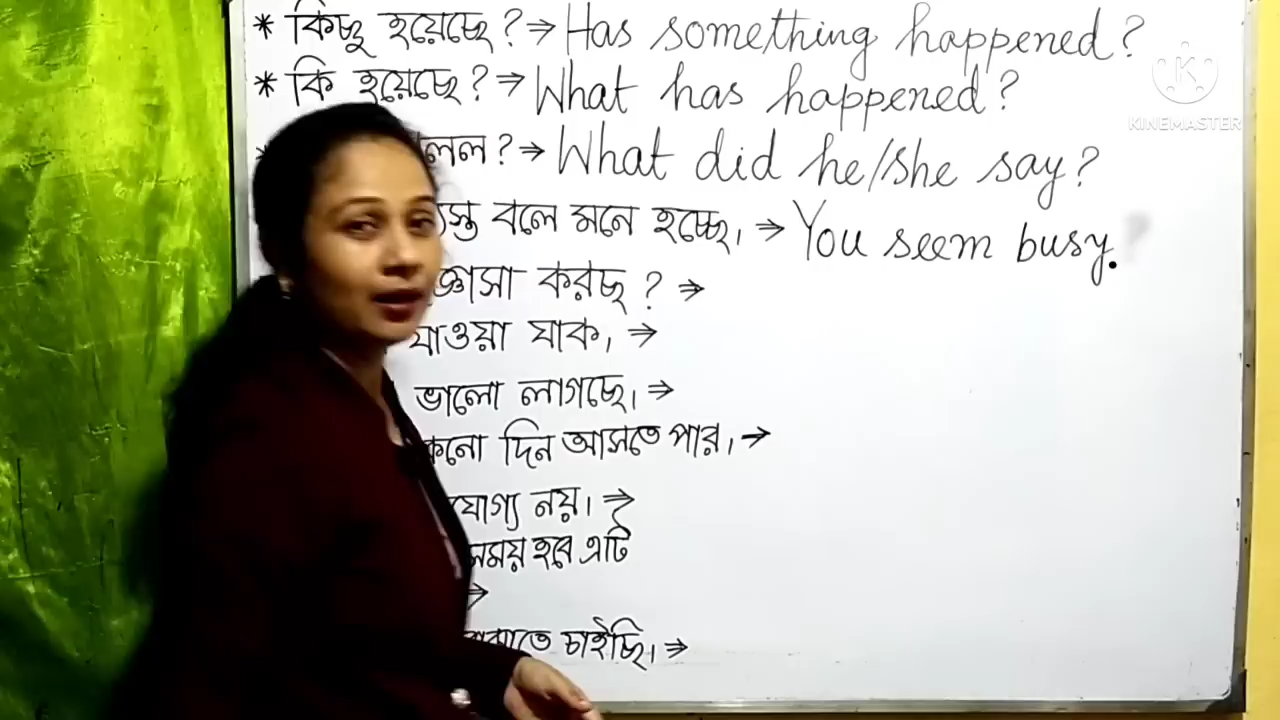 * কিছু হয়েছে? ⇒ Has something happened?
* কি হয়েছে? ⇒ What has happened?
বলল? ⇒ What did he/she say?
বলে মনে হচ্ছে। ⇒ You seem busy.
করছ? ⇒
যাওয়া যাক। ⇒
ভালো লাগছে। ⇒
দিন আসতে পার। →
যোগ্য নয়। ⇒
সময় হবে এটি
⇒
চাইছি। ⇒
KINEMASTER